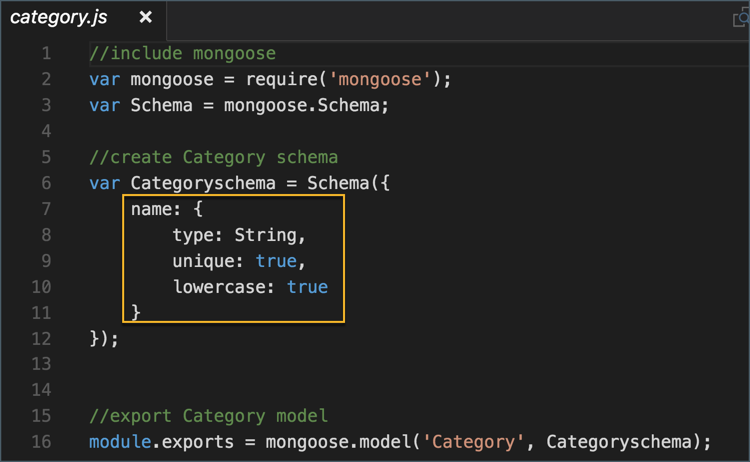 category.js
1 //include mongoose
2 var mongoose = require('mongoose');
3 var Schema = mongoose.Schema;
4
5 //create Category schema
6 var Categoryschema = Schema({
7 name: {
8 type: String,
9 unique: true,
10 lowercase: true
11 }
12 });
13
14
15 //export Category model
16 module.exports = mongoose.model('Category', Categoryschema);